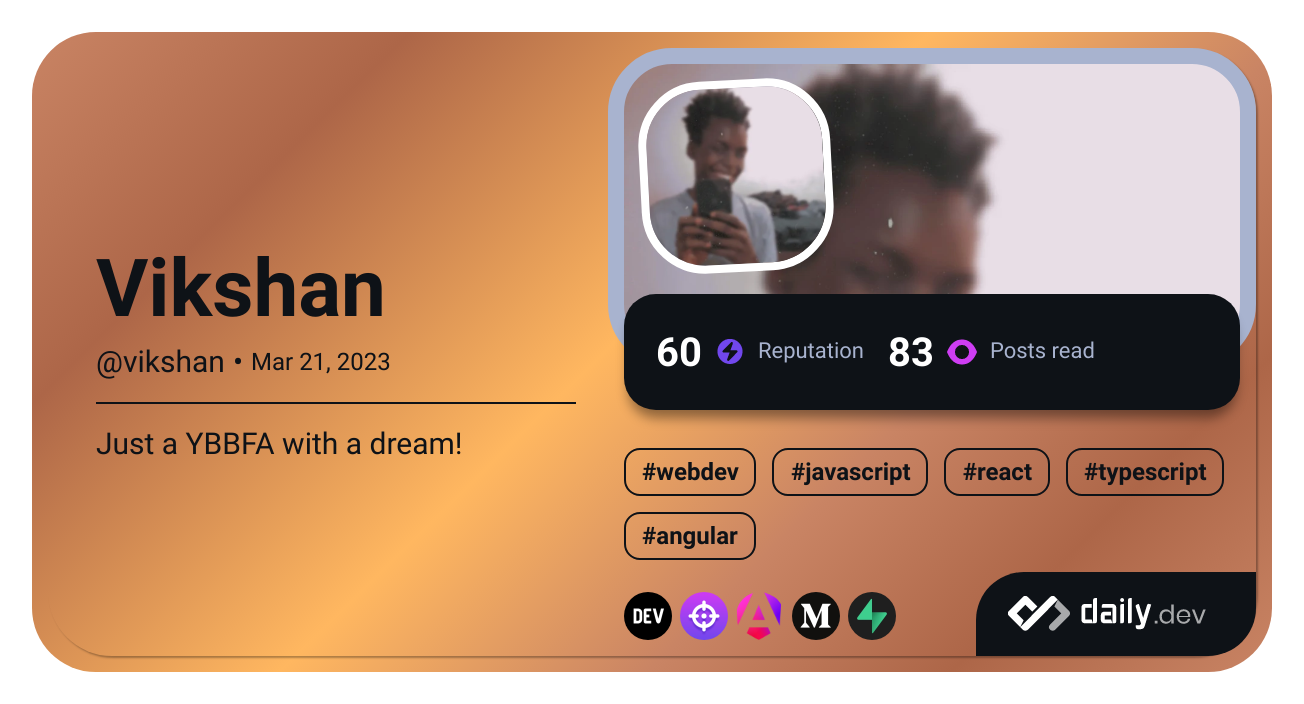 Vikshan
@vikshan • Mar 21, 2023
Just a YBBFA with a dream!
60 Reputation 83 Posts read
#webdev #javascript #react #typescript
#angular
DEV M
daily.dev